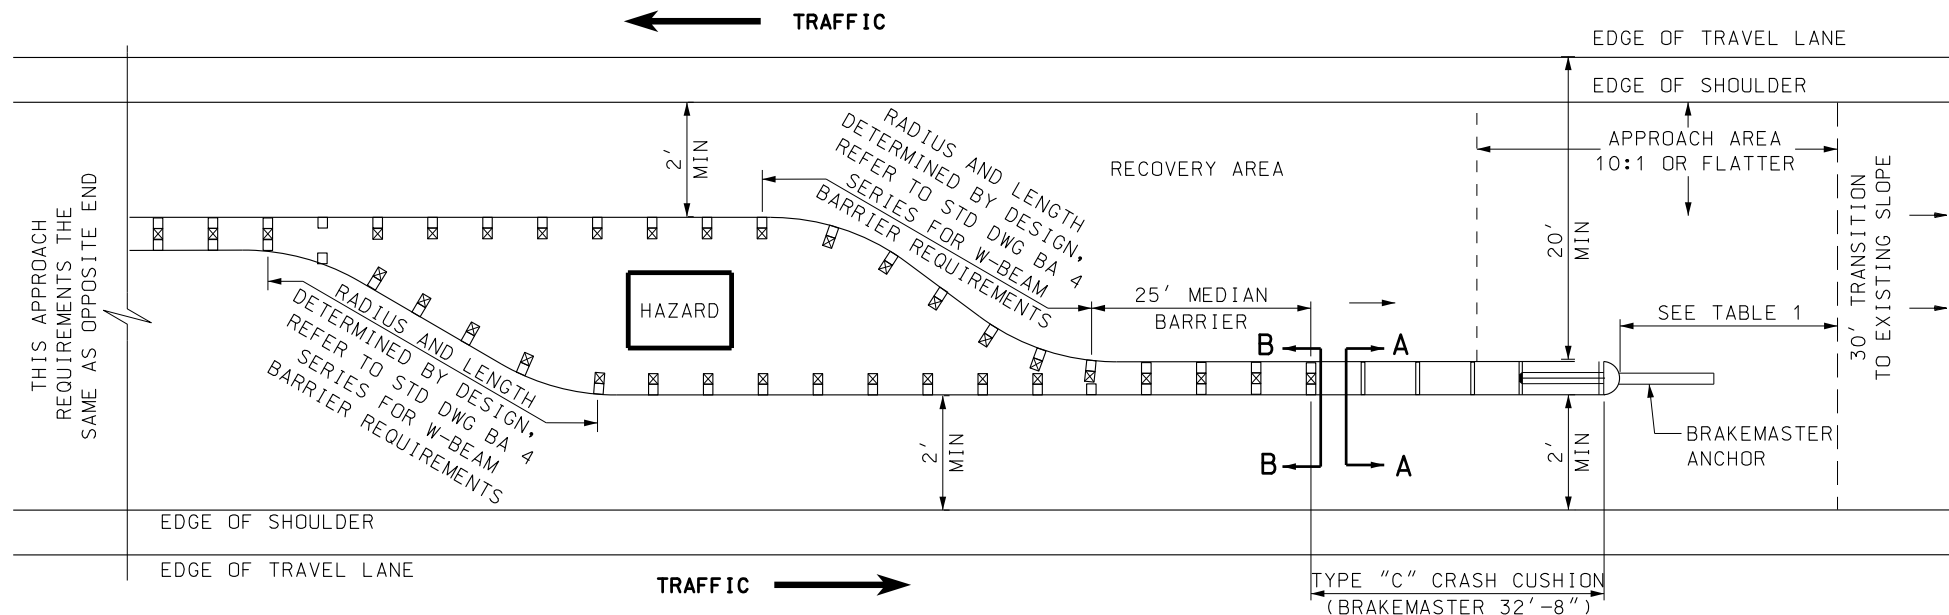 TRAFFIC
EDGE OF TRAVEL LANE
EDGE OF SHOULDER
THIS APPROACH
REQUIREMENTS THE
SAME AS OPPOSITE END
2'
MIN
RADIUS AND LENGTH
DETERMINED BY DESIGN,
REFER TO STD DWG BA 4
SERIES FOR W-BEAM
BARRIER REQUIREMENTS
RECOVERY AREA
APPROACH AREA
10:1 OR FLATTER
20'
MIN
30' TRANSITION
TO EXISTING SLOPE
HAZARD
RADIUS AND LENGTH
DETERMINED BY DESIGN,
REFER TO STD DWG BA 4
SERIES FOR W-BEAM
BARRIER REQUIREMENTS
25' MEDIAN
BARRIER
SEE TABLE 1
B
A
B
A
2'
MIN
2'
MIN
BRAKEMASTER
ANCHOR
EDGE OF SHOULDER
EDGE OF TRAVEL LANE
TRAFFIC
TYPE "C" CRASH CUSHION
(BRAKEMASTER 32'-8")